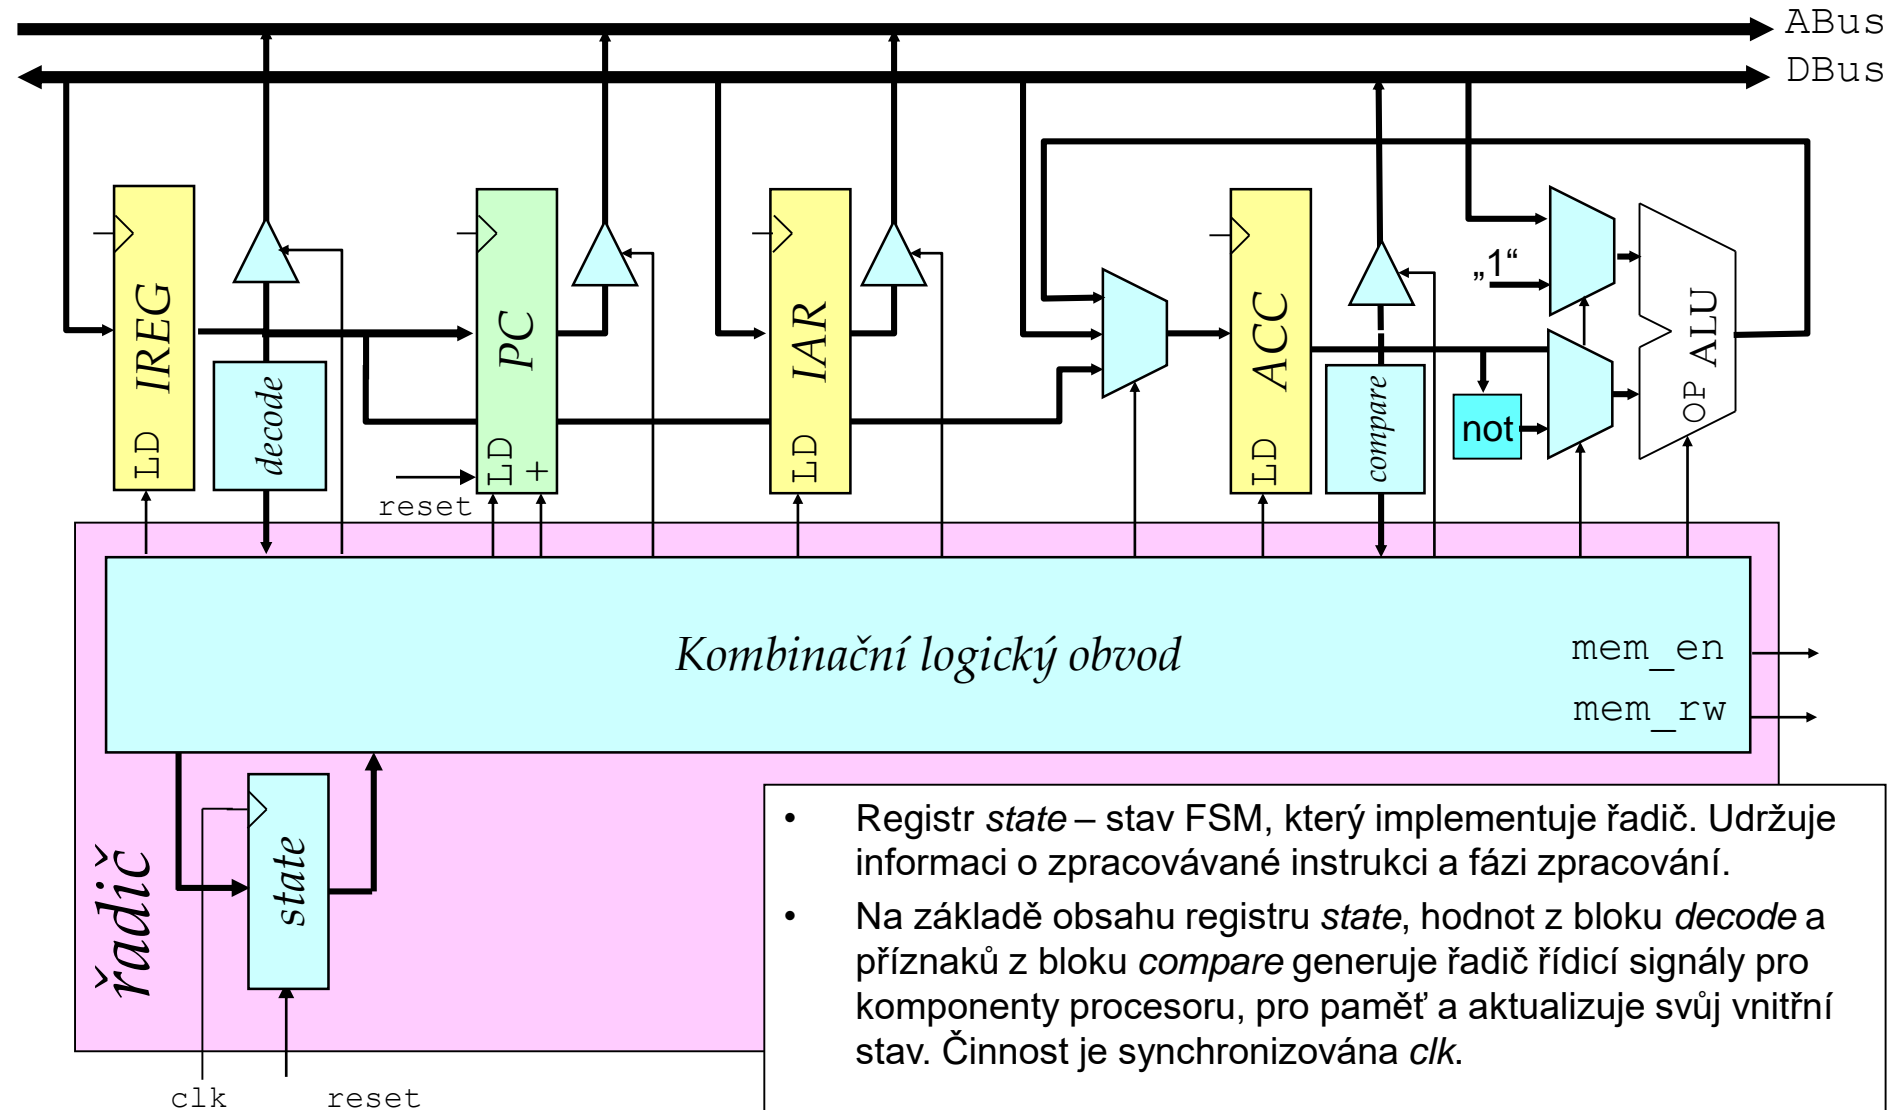 ABus
DBus
„1“
IREG
LD
decode
PC
LD
+
reset
IAR
LD
ACC
LD
compare
not
ALU
OP
Kombinační logický obvod
mem_en
mem_rw
řadič
state
clk
reset
• Registr state – stav FSM, který implementuje řadič. Udržuje
informaci o zpracovávané instrukci a fázi zpracování.
• Na základě obsahu registru state, hodnot z bloku decode a
příznaků z bloku compare generuje řadič řídicí signály pro
komponenty procesoru, pro paměť a aktualizuje svůj vnitřní
stav. Činnost je synchronizována clk.